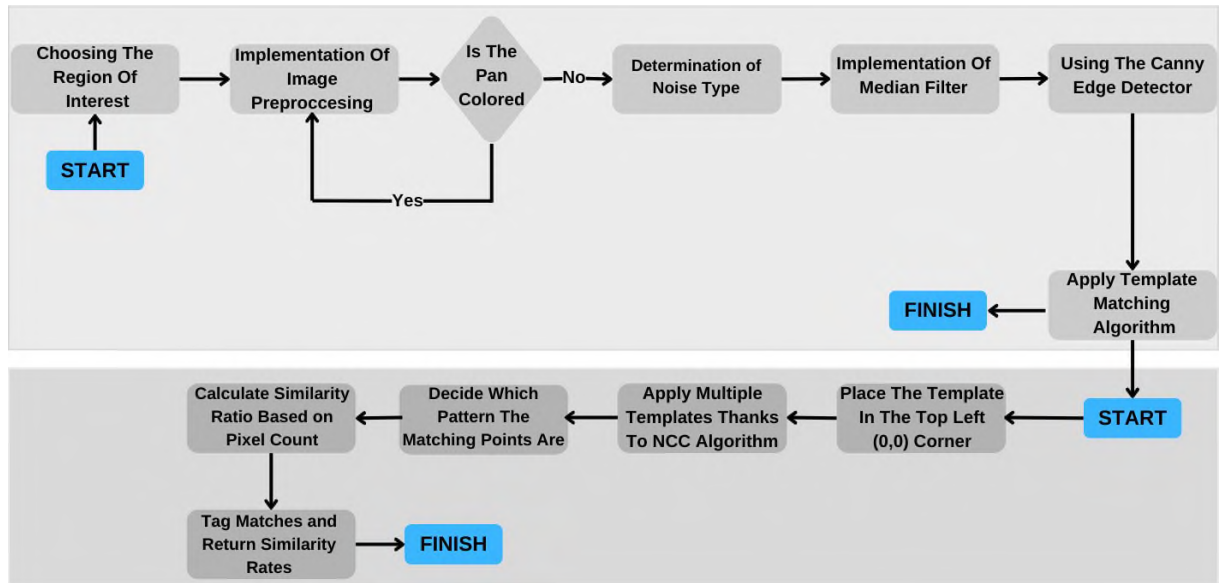 Choosing The
Region Of
Interest
START
Implementation Of
Image
Preproccesing
Is The
Pan
Colored
Yes
No
Determination of
Noise Type
Implementation Of
Median Filter
Using The Canny
Edge Detector
Apply Template
Matching
Algorithm
FINISH
START
Place The Template
In The Top Left
(0,0) Corner
Apply Multiple
Templates Thanks
To NCC Algorithm
Decide Which
Pattern The
Matching Points Are
Calculate Similarity
Ratio Based on
Pixel Count
Tag Matches and
Return Similarity
Rates
FINISH